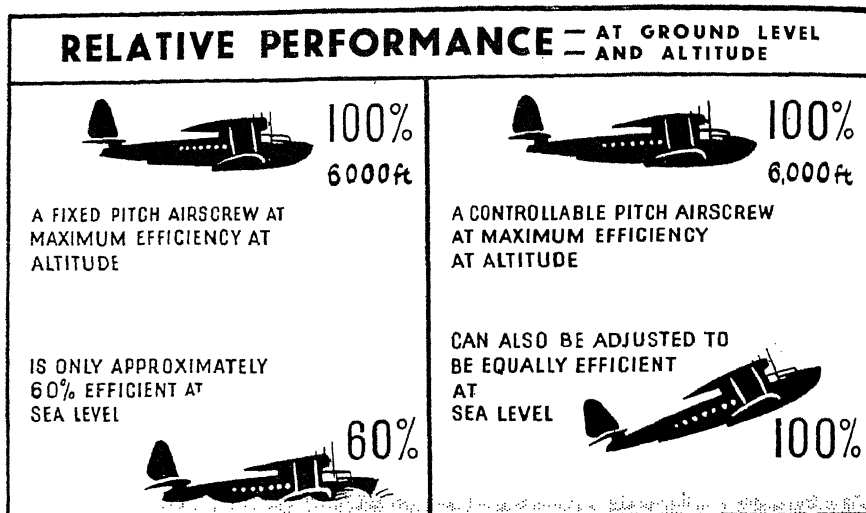 RELATIVE PERFORMANCE = AT GROUND LEVEL
AND ALTITUDE
100%
6000ft
A FIXED PITCH AIRSCREW AT
MAXIMUM EFFICIENCY AT
ALTITUDE
IS ONLY APPROXIMATELY
60% EFFICIENT AT
SEA LEVEL
60%
100%
6,000ft
A CONTROLLABLE PITCH AIRSCREW
AT MAXIMUM EFFICIENCY
AT ALTITUDE
CAN ALSO BE ADJUSTED TO
BE EQUALLY EFFICIENT
AT
SEA LEVEL
100%